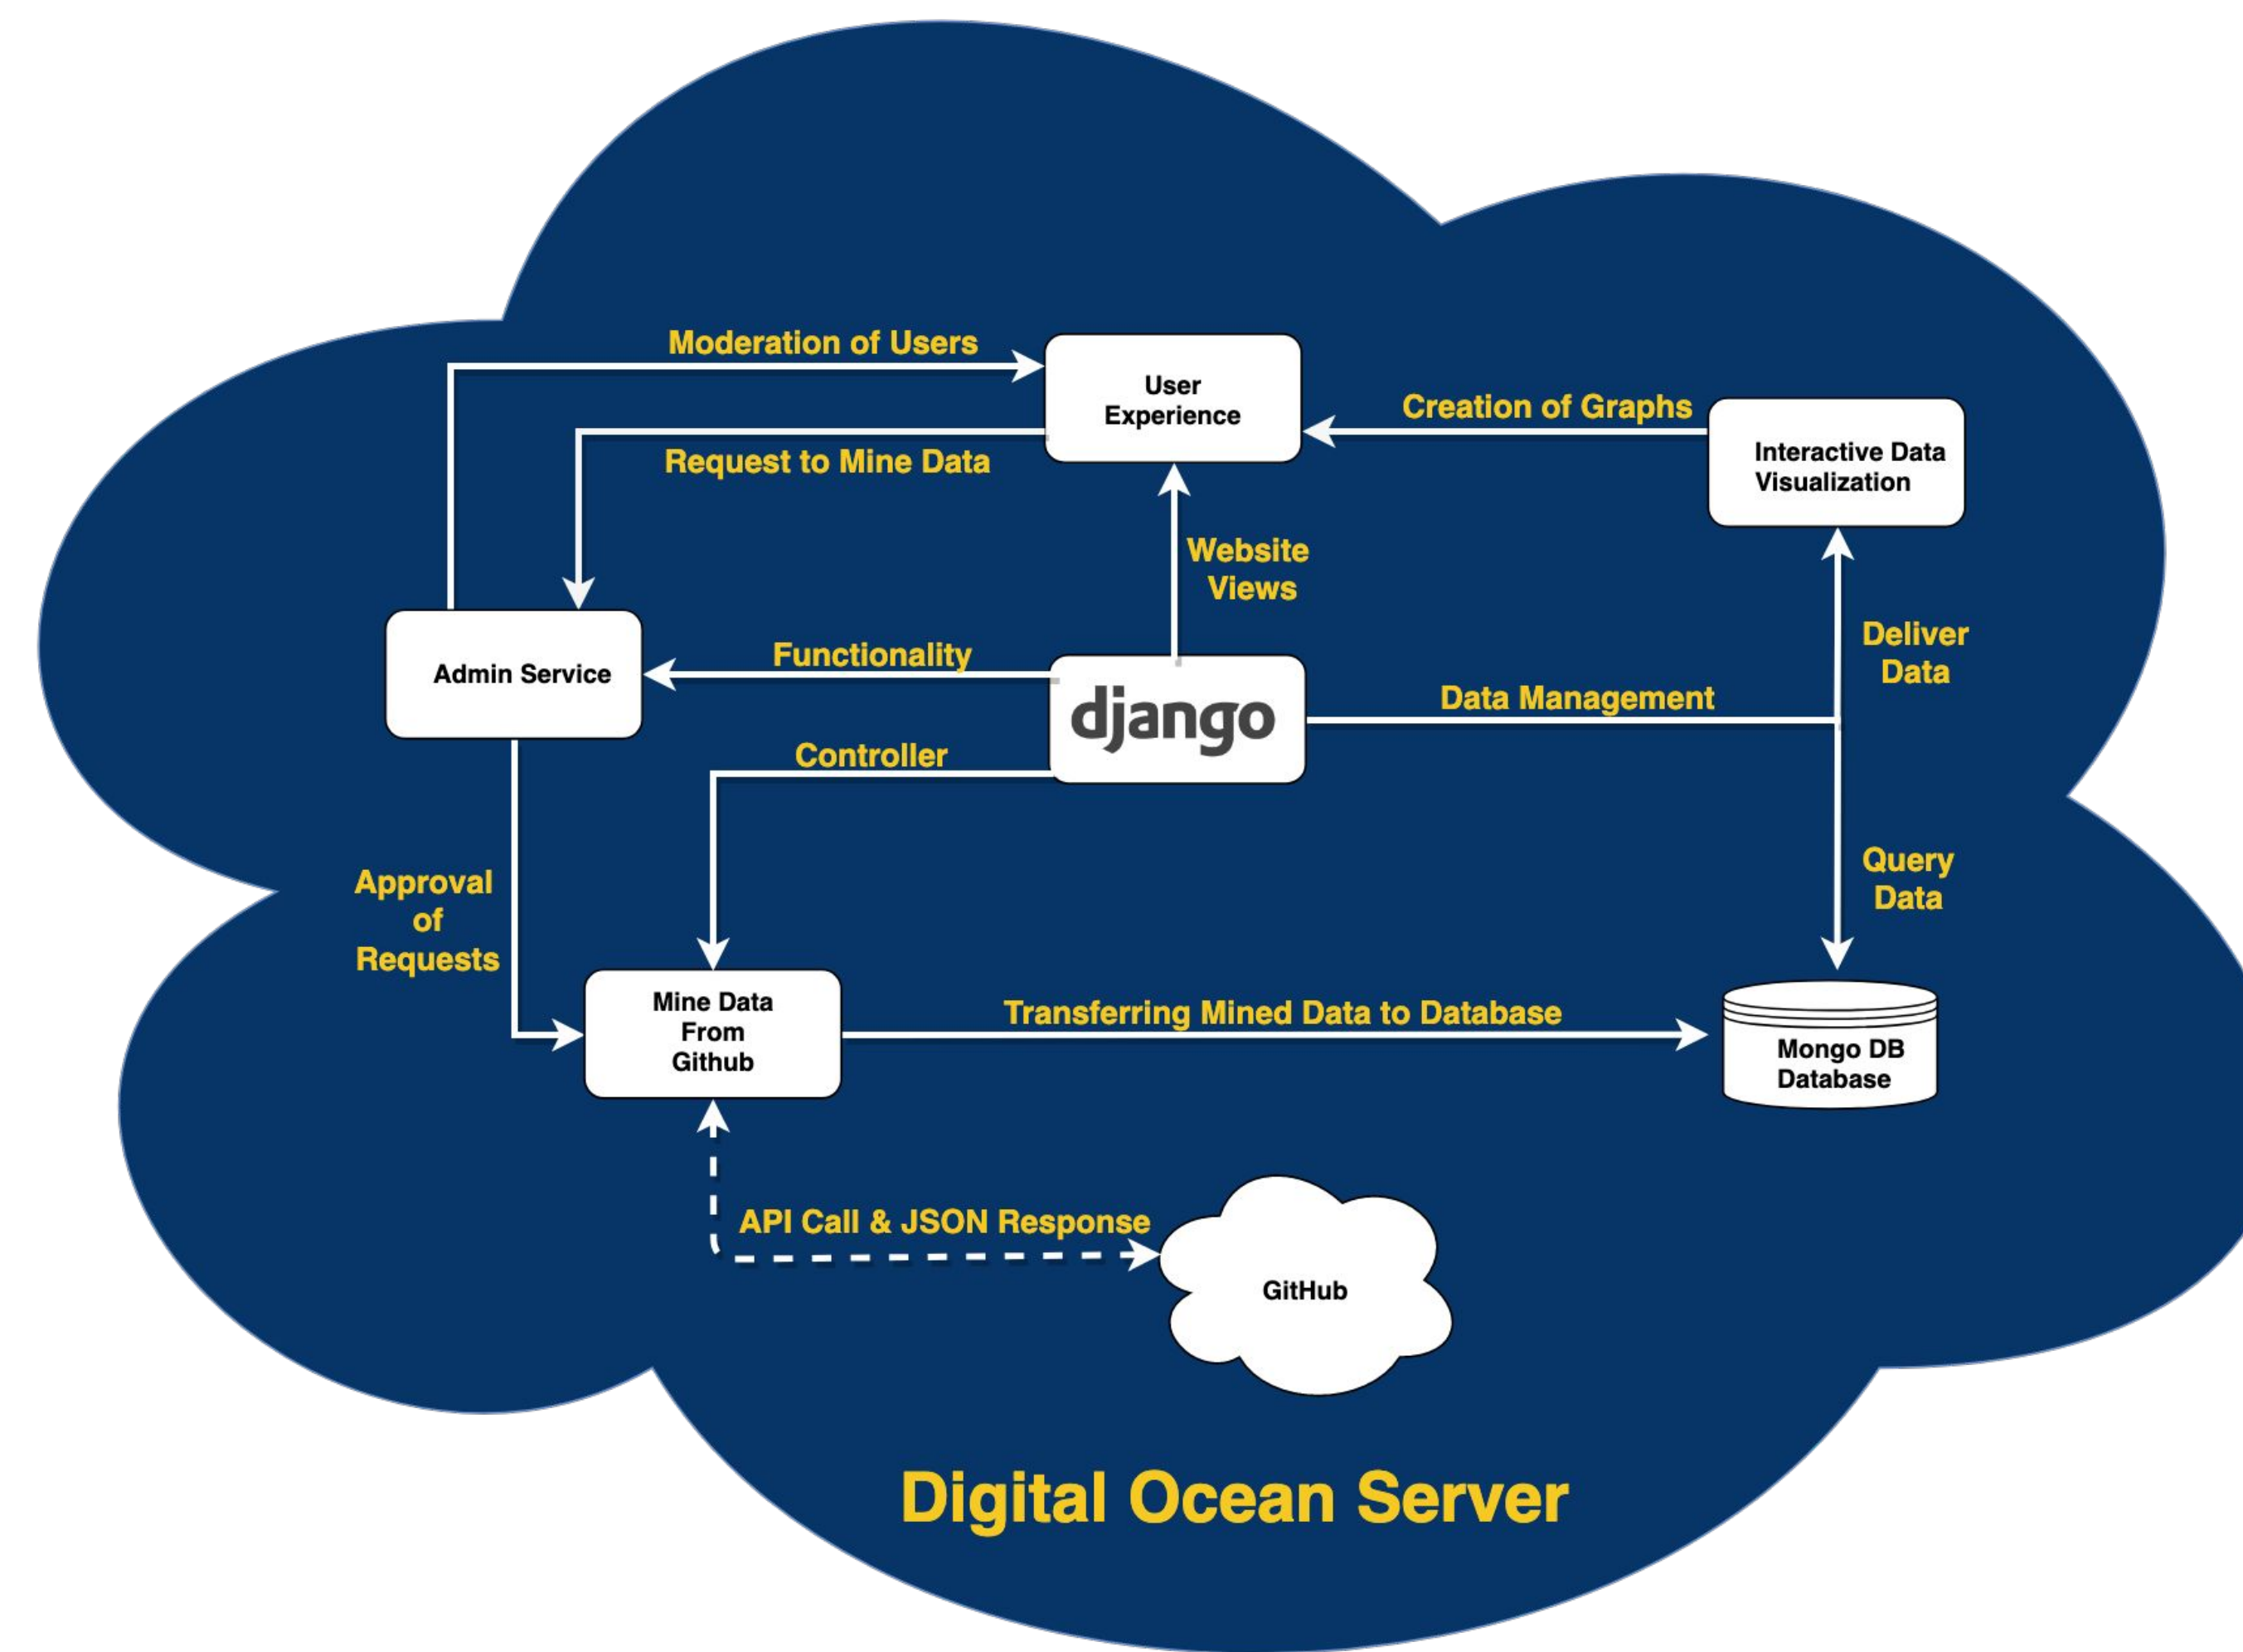 Moderation of Users
User
Experience
Creation of Graphs
Request to Mine Data
Interactive Data
Visualization
Website
Views
Deliver
Data
Functionality
Admin Service
django
Data Management
Controller
Query
Data
Approval
of
Requests
Mine Data
From
Github
Transferring Mined Data to Database
Mongo DB
Database
API Call & JSON Response
GitHub
Digital Ocean Server